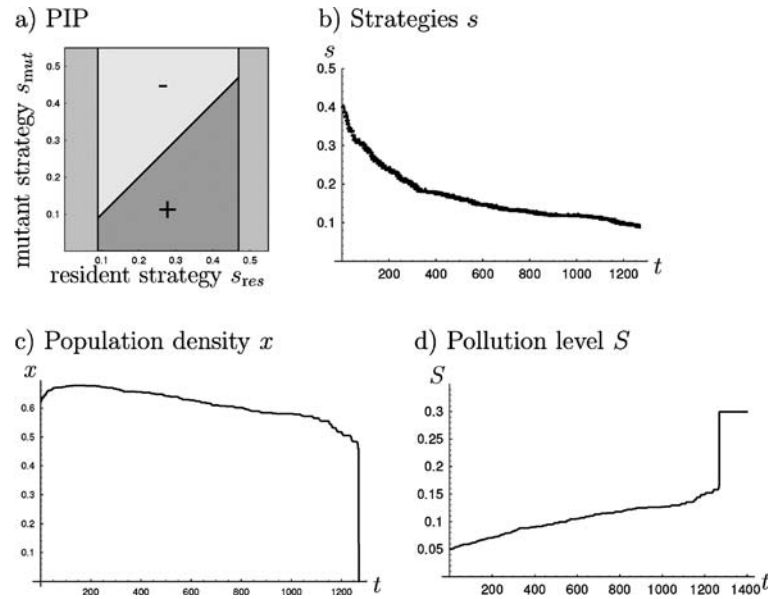 a) PIP
mutant strategy s_mut
0.5
0.4
0.3
0.2
0.1
-
+
0.1 0.2 0.3 0.4 0.5
resident strategy s_res
b) Strategies s
s
0.5
0.4
0.3
0.2
0.1
200 400 600 800 1000 1200 t
c) Population density x
x
0.6
0.5
0.4
0.3
0.2
0.1
200 400 600 800 1000 1200 t
d) Pollution level S
S
0.3
0.25
0.2
0.15
0.1
0.05
200 400 600 800 1000 1200 1400 t